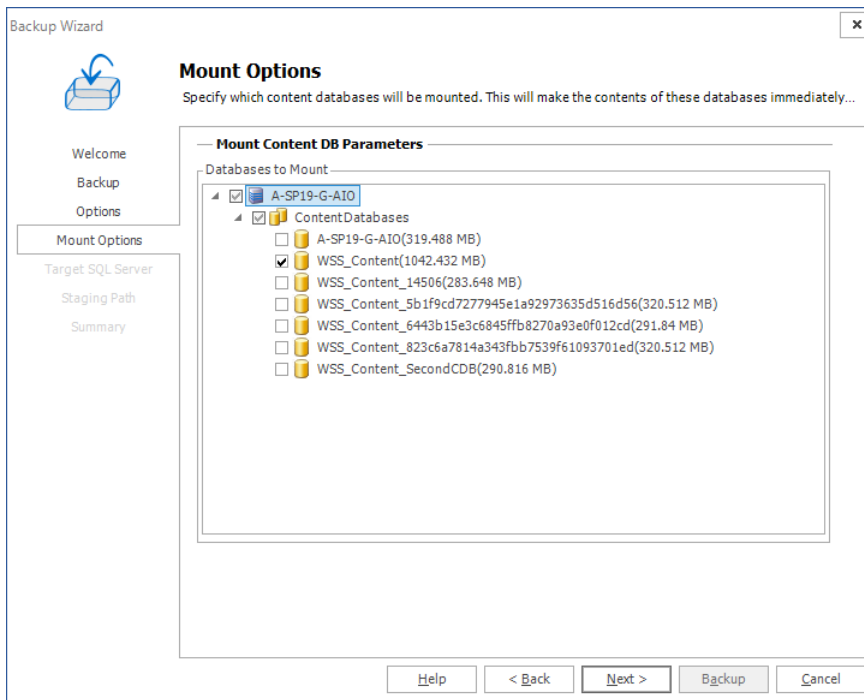 Backup Wizard
Mount Options
Specify which content databases will be mounted. This will make the contents of these databases immediately...
Welcome
Backup
Options
Mount Options
Target SQL Server
Staging Path
Summary
Mount Content DB Parameters
Databases to Mount
A-SP19-G-AIO
ContentDatabases
A-SP19-G-AIO(319.488 MB)
WSS_Content(1042.432 MB)
WSS_Content_14506(283.648 MB)
WSS_Content_5b1f9cd7277945e1a92973635d516d56(320.512 MB)
WSS_Content_6443b15e3c6845ffb8270a93e0f012cd(291.84 MB)
WSS_Content_823c6a7814a343fbb7539f61093701ed(320.512 MB)
WSS_Content_SecondCDB(290.816 MB)
Help
< Back
Next >
Backup
Cancel